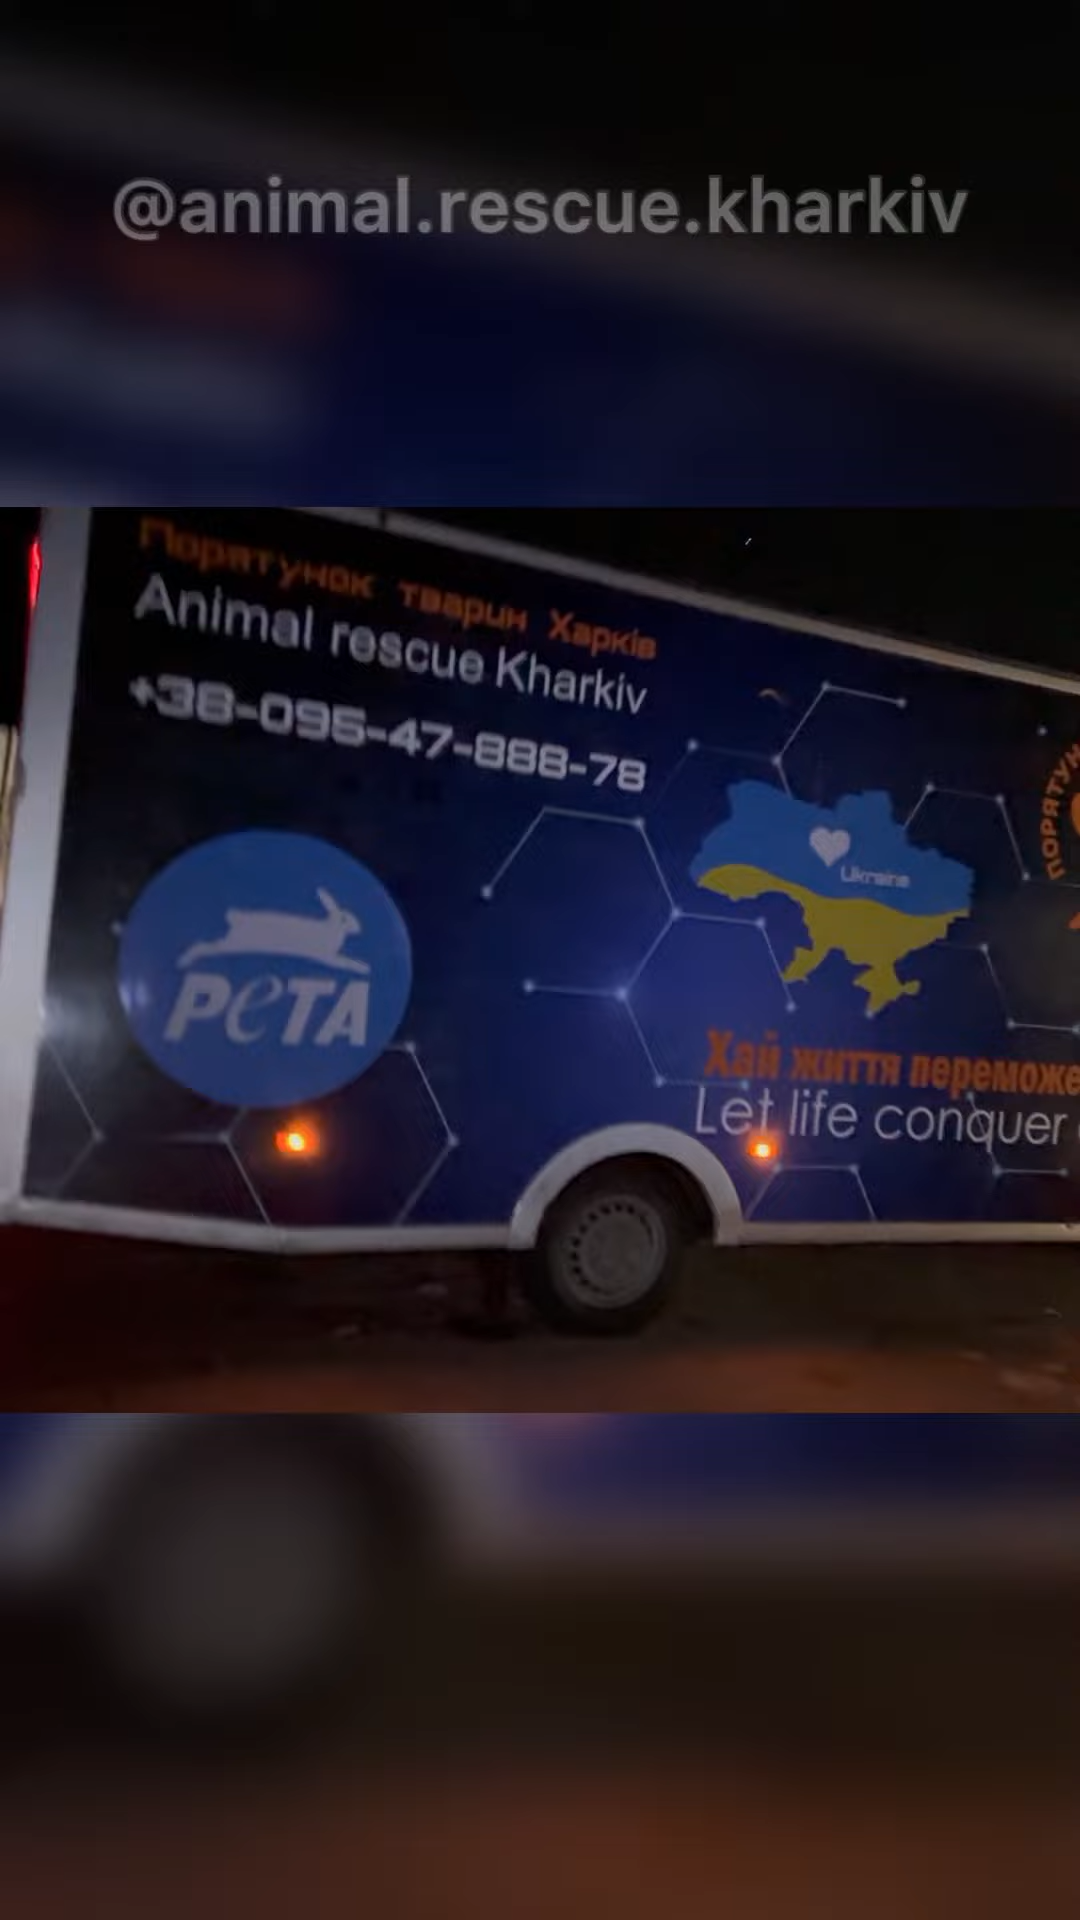 @animal.rescue.kharkiv
Порятунок тварин Харків
Animal rescue Kharkiv
+38-095-47-888-78
Ukraine
PETA
Хай життя переможе
Let life conquer